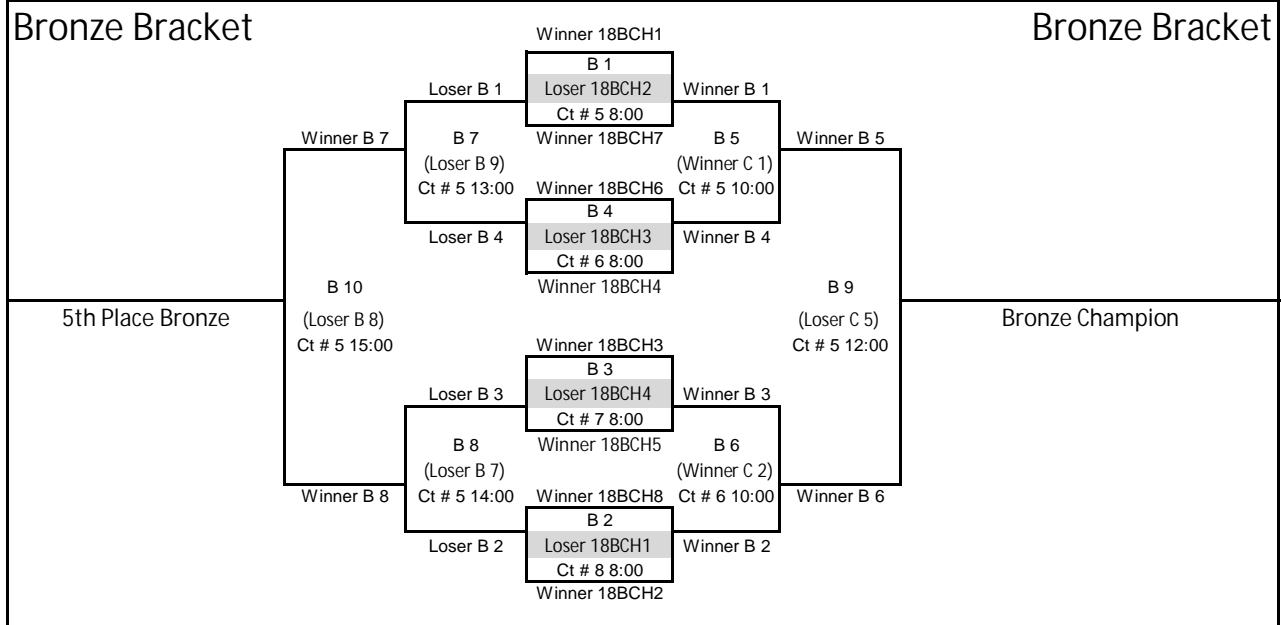 Bronze Bracket
Bronze Bracket
Winner 18BCH1
B 1
Loser B 1
Loser 18BCH2
Winner B 1
Ct # 5 8:00
Winner B 7
B 7
Winner 18BCH7
B 5
Winner B 5
(Loser B 9)
(Winner C 1)
Ct # 5 13:00
Winner 18BCH6
Ct # 5 10:00
B 4
Loser B 4
Loser 18BCH3
Winner B 4
Ct # 6 8:00
B 10
Winner 18BCH4
B 9
5th Place Bronze
(Loser B 8)
(Loser C 5)
Bronze Champion
Ct # 5 15:00
Winner 18BCH3
Ct # 5 12:00
B 3
Loser B 3
Loser 18BCH4
Winner B 3
Ct # 7 8:00
B 8
Winner 18BCH5
B 6
(Loser B 7)
(Winner C 2)
Winner B 8
Ct # 5 14:00
Winner 18BCH8
Ct # 6 10:00
Winner B 6
B 2
Loser B 2
Loser 18BCH1
Winner B 2
Ct # 8 8:00
Winner 18BCH2